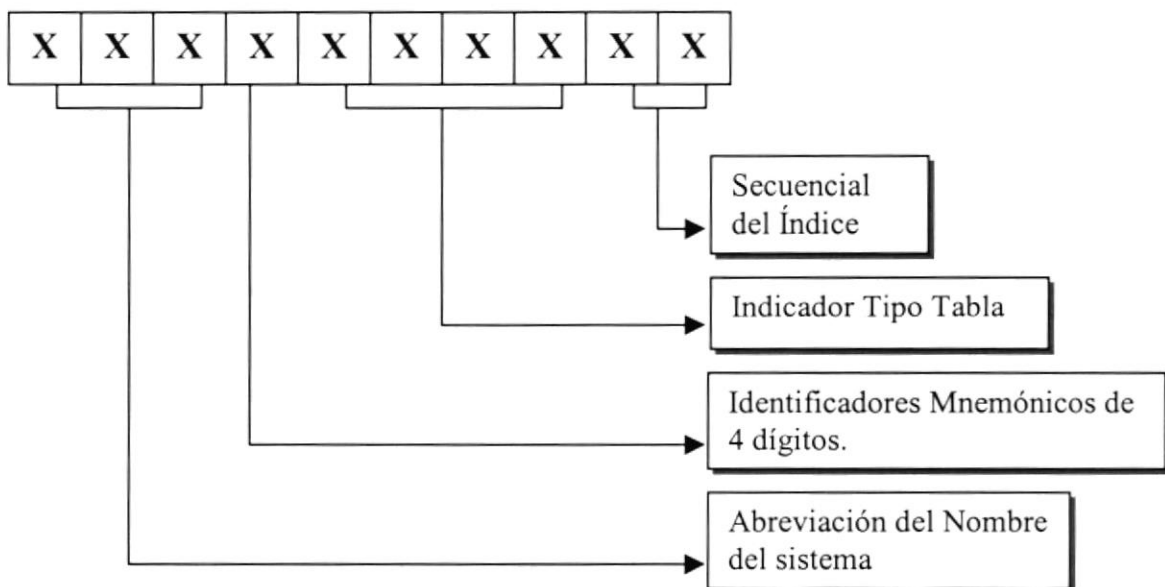 X X X X X X X X X X
Secuencial
del Índice
Indicador Tipo Tabla
Identificadores Mnemónicos de
4 dígitos.
Abreviación del Nombre
del sistema